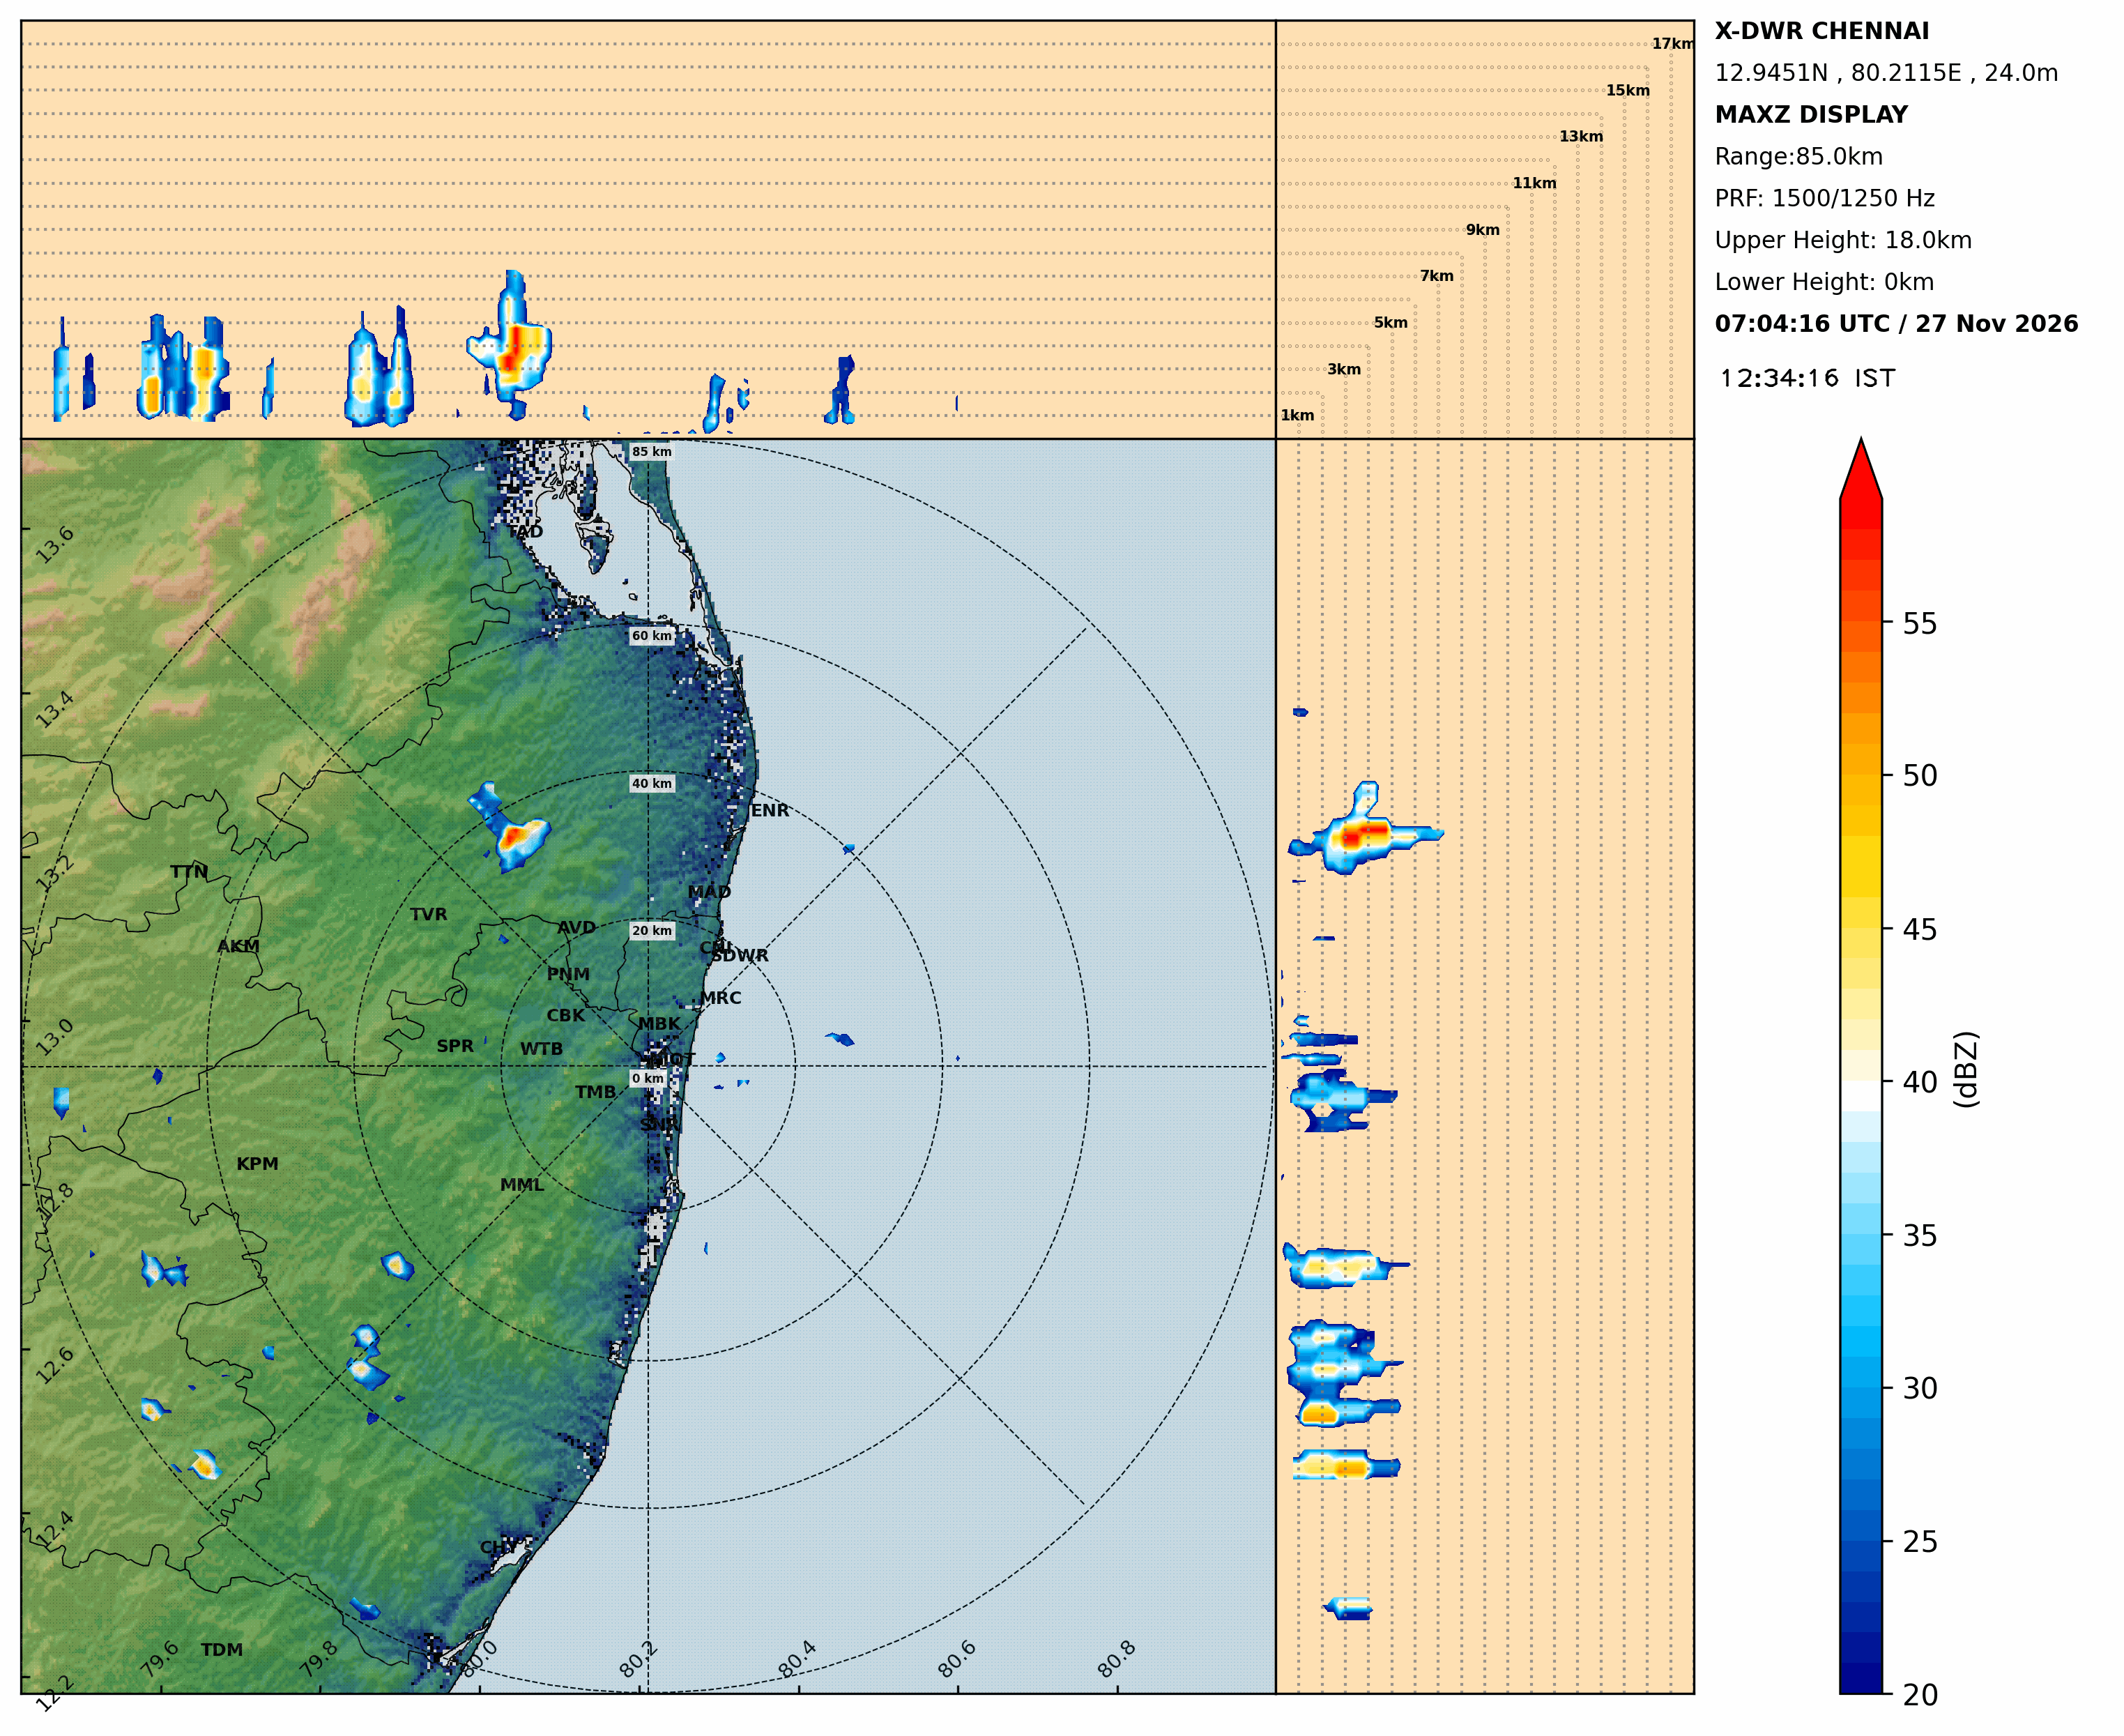 X-DWR CHENNAI
12.9451N , 80.2115E , 24.0m
MAXZ DISPLAY
Range:85.0km
PRF: 1500/1250 Hz
Upper Height: 18.0km
Lower Height: 0km
07:04:16 UTC / 27 Nov 2026
12:34:16 IST
17km
15km
13km
11km
9km
7km
5km
3km
1km
85 km
60 km
40 km
20 km
0 km
TAD
ENR
TTN
MAD
TVR
AVD
AKM
CNI
SDWR
PNM
MRC
CBK
MBK
SPR
WTB
MOT
TMB
SNR
KPM
MML
CHY
TDM
13.6
13.4
13.2
13.0
12.8
12.6
12.4
12.2
79.6
79.8
80.0
80.2
80.4
80.6
80.8
55
50
45
40
35
30
25
20
(dBZ)